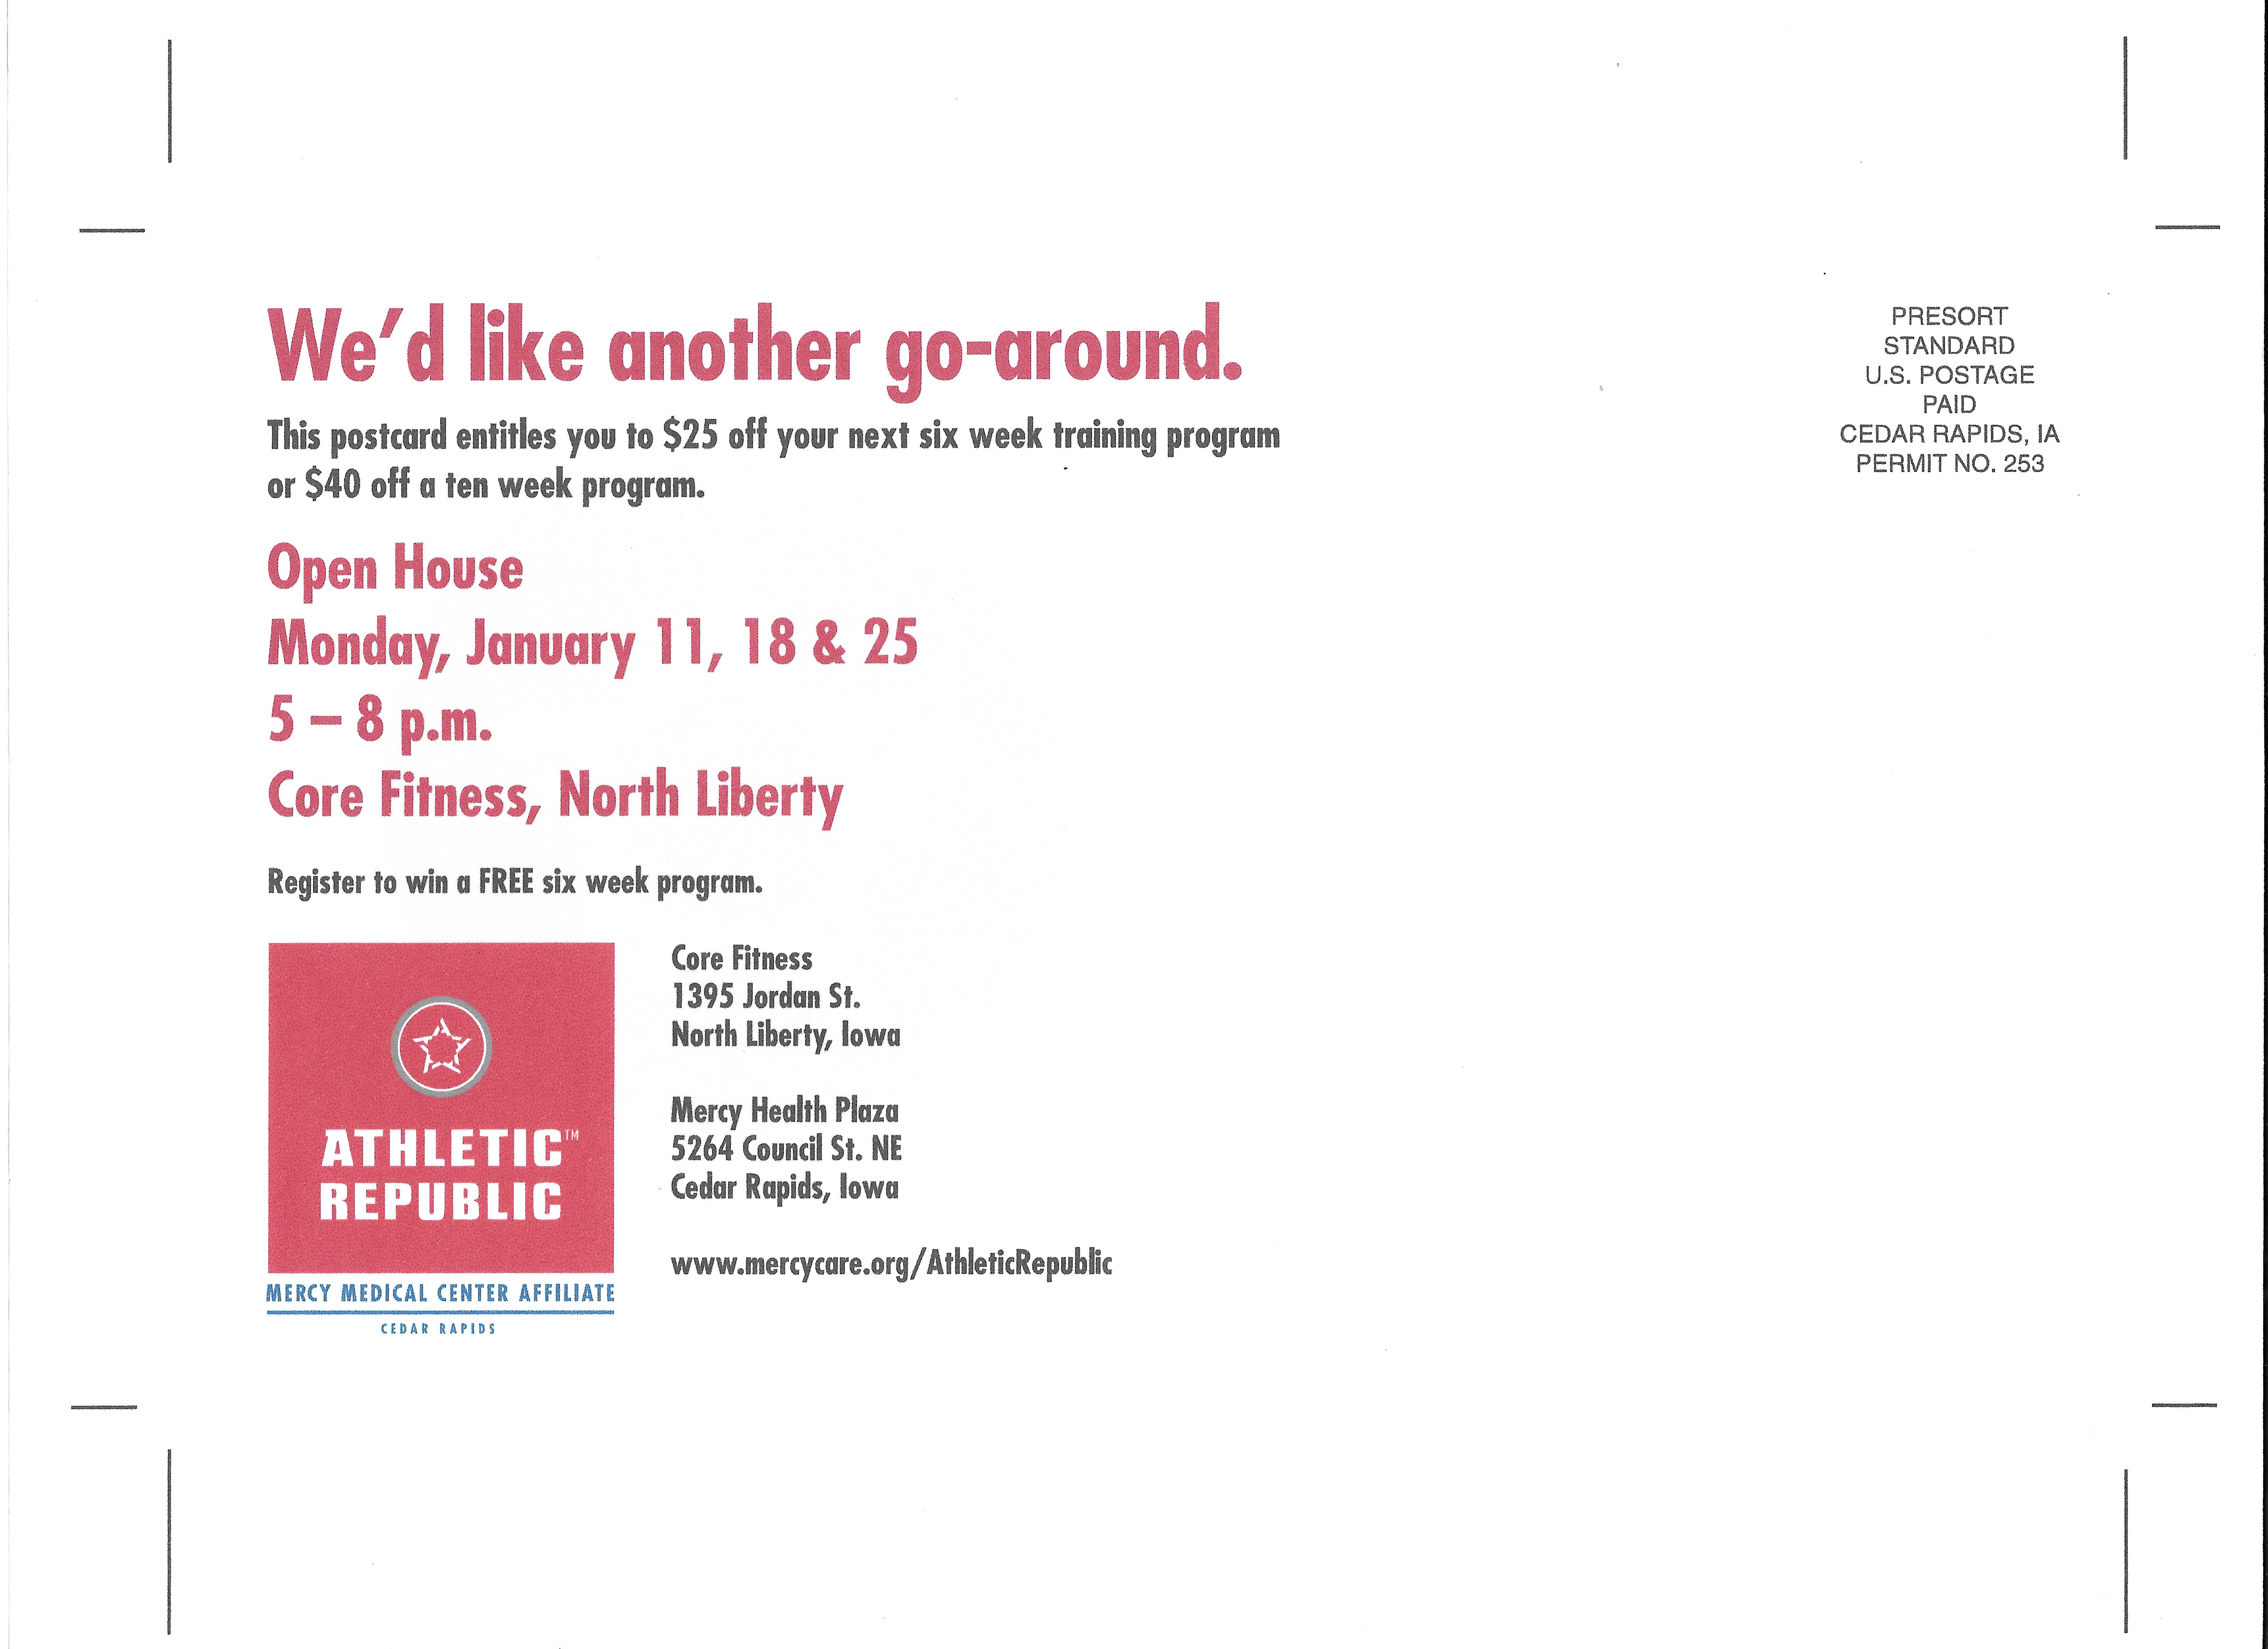 We'd like another go-around.
This postcard entitles you to $25 off your next six week training program
or $40 off a ten week program.
Open House
Monday, January 11, 18 & 25
5 – 8 p.m.
Core Fitness, North Liberty
Register to win a FREE six week program.
ATHLETIC™
REPUBLIC
MERCY MEDICAL CENTER AFFILIATE
CEDAR RAPIDS
Core Fitness
1395 Jordan St.
North Liberty, Iowa
Mercy Health Plaza
5264 Council St. NE
Cedar Rapids, Iowa
www.mercycare.org/AthleticRepublic
PRESORT
STANDARD
U.S. POSTAGE
PAID
CEDAR RAPIDS, IA
PERMIT NO. 253